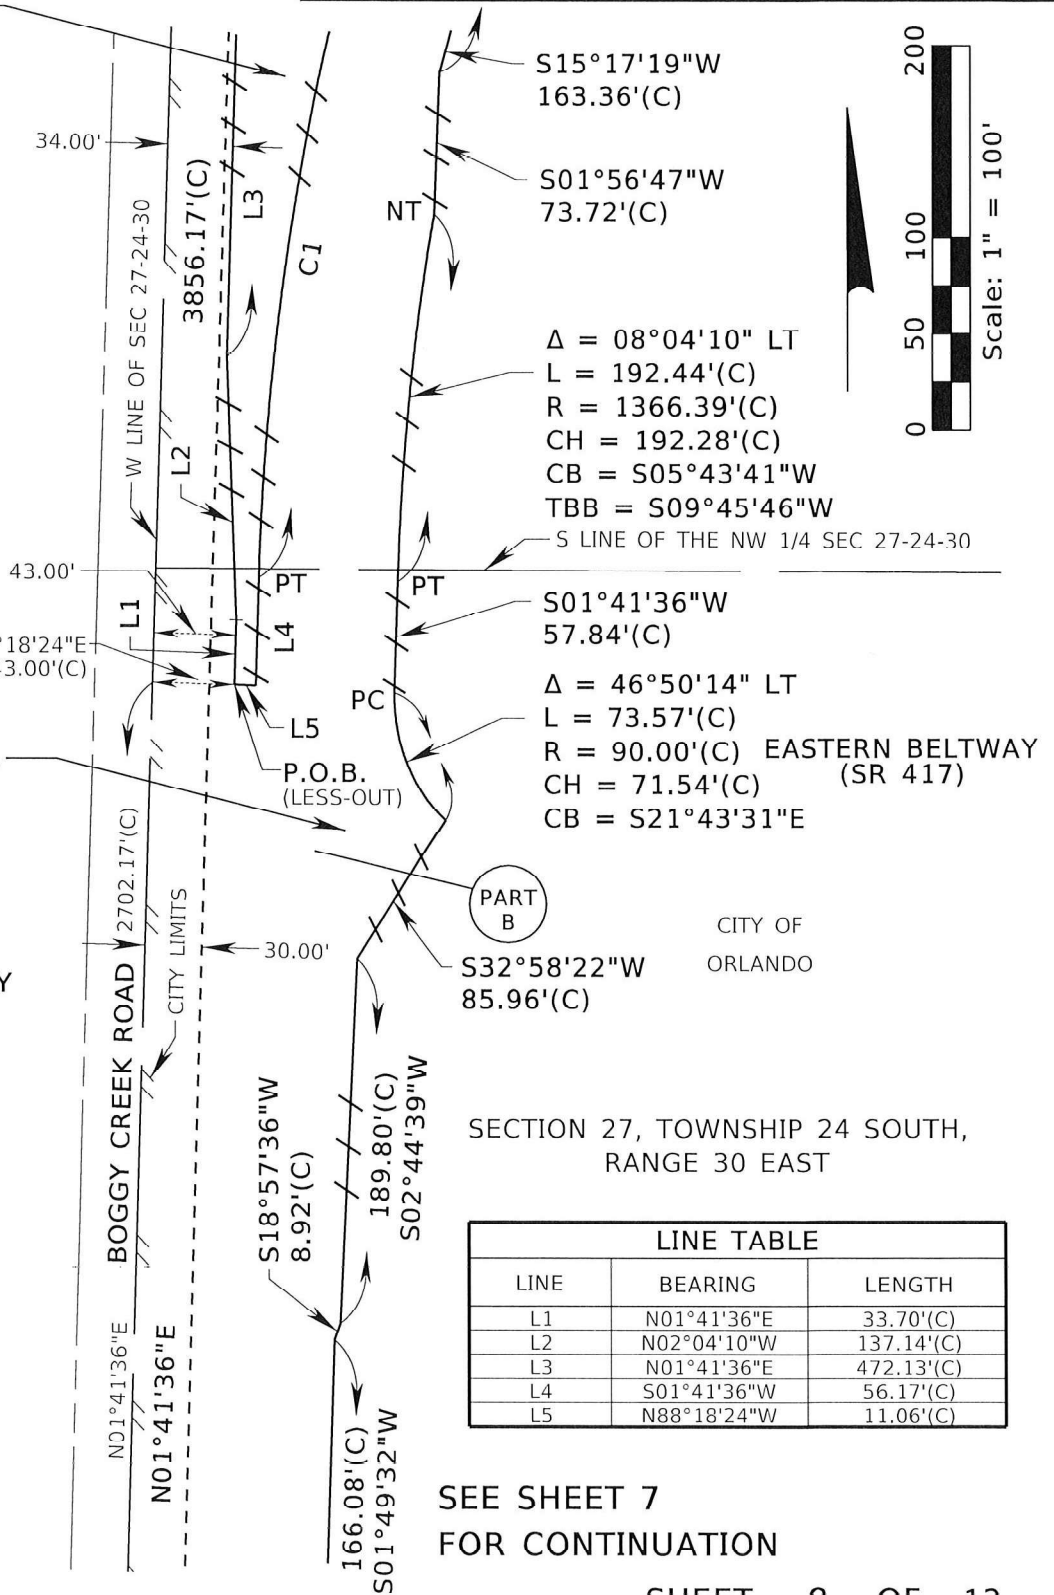 S15°17'19"W
163.36'(C)
34.00'
3856.17'(C)
L3
C1
S01°56'47"W
73.72'(C)
NT
200
100
50
0
Scale: 1" = 100'
W LINE OF SEC 27-24-30
L2
Δ = 08°04'10" LT
L = 192.44'(C)
R = 1366.39'(C)
CH = 192.28'(C)
CB = S05°43'41"W
TBB = S09°45'46"W
S LINE OF THE NW 1/4 SEC 27-24-30
43.00'
PT
PT
L1
L4
S01°41'36"W
57.84'(C)
°18'24"E
3.00'(C)
PC
L5
P.O.B.
(LESS-OUT)
Δ = 46°50'14" LT
L = 73.57'(C)
R = 90.00'(C)
CH = 71.54'(C)
CB = S21°43'31"E
EASTERN BELTWAY
(SR 417)
2702.17'(C)
CITY LIMITS
30.00'
PART
B
CITY OF
ORLANDO
Y
S32°58'22"W
85.96'(C)
BOGGY CREEK ROAD
S18°57'36"W
8.92'(C)
189.80'(C)
S02°44'39"W
SECTION 27, TOWNSHIP 24 SOUTH,
RANGE 30 EAST
LINE TABLE
LINE BEARING LENGTH
L1 N01°41'36"E 33.70'(C)
L2 N02°04'10"W 137.14'(C)
L3 N01°41'36"E 472.13'(C)
L4 S01°41'36"W 56.17'(C)
L5 N88°18'24"W 11.06'(C)
N01°41'36"E
N01°41'36"E
166.08'(C)
S01°49'32"W
SEE SHEET 7
FOR CONTINUATION
SHEET OF